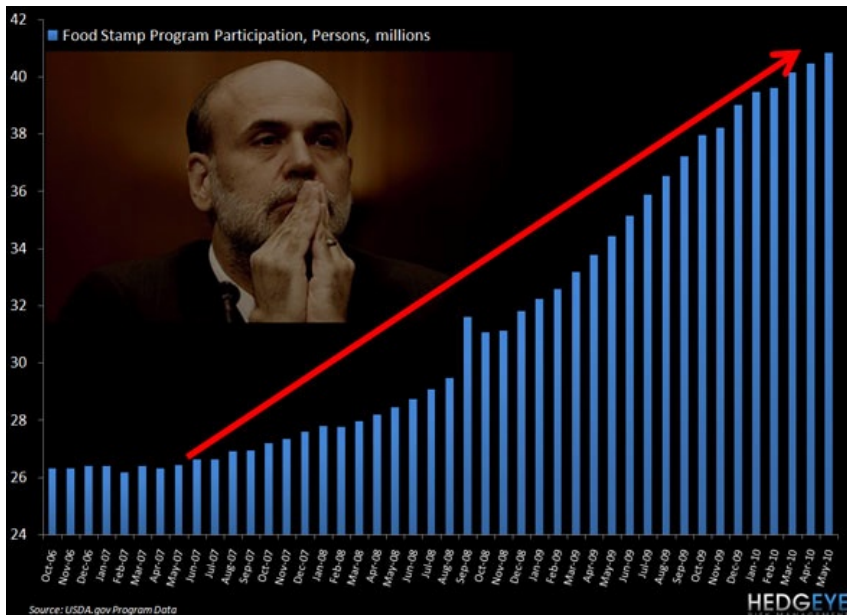 42
Food Stamp Program Participation, Persons, millions
40
38
36
34
32
30
28
26
24
Oct-06
Nov-06
Dec-06
Jan-07
Feb-07
Mar-07
Apr-07
May-07
Jun-07
Jul-07
Aug-07
Sep-07
Oct-07
Nov-07
Dec-07
Jan-08
Feb-08
Mar-08
Apr-08
May-08
Jun-08
Jul-08
Aug-08
Sep-08
Oct-08
Nov-08
Dec-08
Jan-09
Feb-09
Mar-09
Apr-09
May-09
Jun-09
Jul-09
Aug-09
Sep-09
Oct-09
Nov-09
Dec-09
Jan-10
Feb-10
Mar-10
Apr-10
May-10
Source: USDA.gov Program Data
HEDGEYE
RISK MANAGEMENT